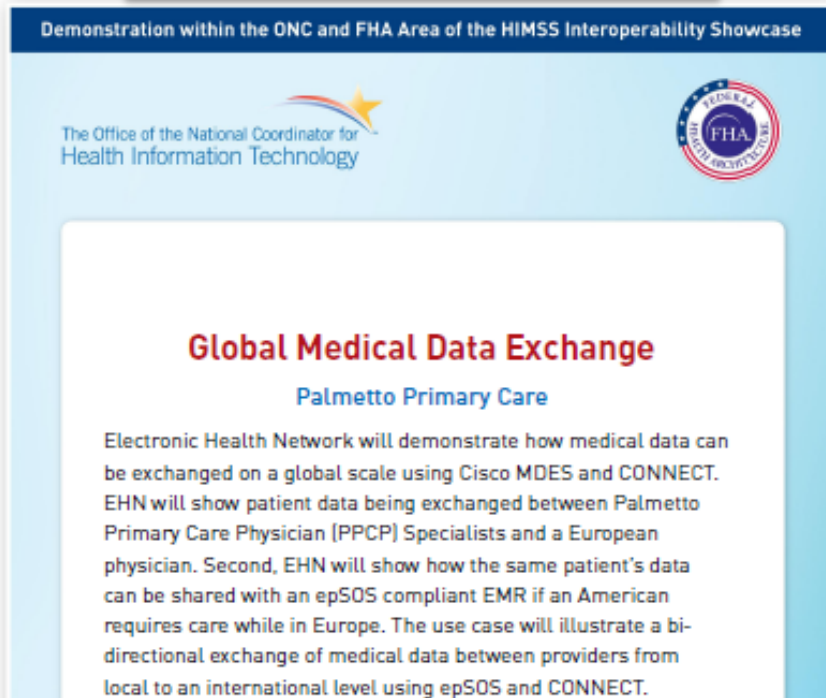 Demonstration within the ONC and FHA Area of the HIMSS Interoperability Showcase
The Office of the National Coordinator for
Health Information Technology
FEDERAL
FHA
HEALTH ARCHITECTURE
Global Medical Data Exchange
Palmetto Primary Care
Electronic Health Network will demonstrate how medical data can
be exchanged on a global scale using Cisco MDES and CONNECT.
EHN will show patient data being exchanged between Palmetto
Primary Care Physician (PPCP) Specialists and a European
physician. Second, EHN will show how the same patient's data
can be shared with an epSOS compliant EMR if an American
requires care while in Europe. The use case will illustrate a bi-
directional exchange of medical data between providers from
local to an international level using epSOS and CONNECT.